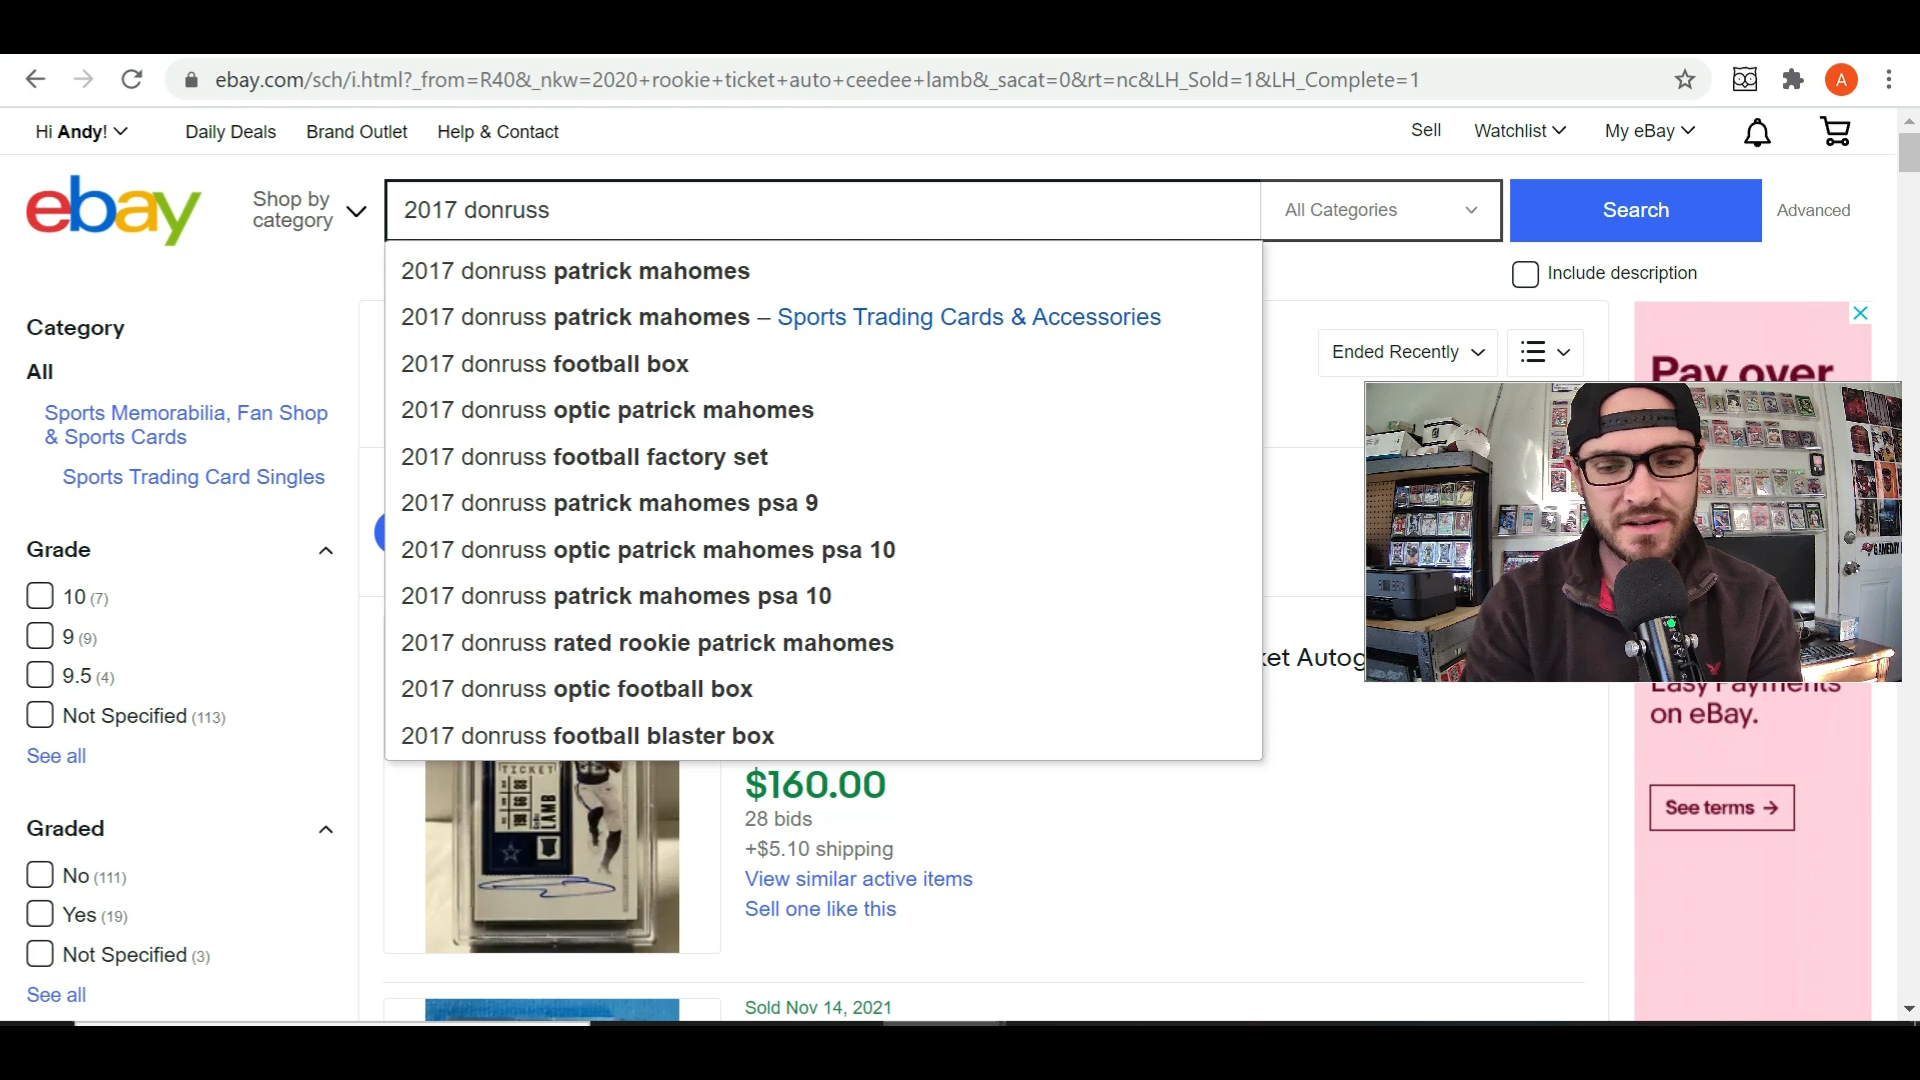 ebay.com/sch/i.html?_from=R40&_nkw=2020+rookie+ticket+auto+ceedee+lamb&_sacat=0&rt=nc&LH_Sold=1&LH_Complete=1
A
Hi Andy!
Daily Deals
Brand Outlet
Help & Contact
Sell
Watchlist
My eBay
ebay
Shop by
category
2017 donruss
All Categories
Search
Advanced
Include description
2017 donruss patrick mahomes
2017 donruss patrick mahomes – Sports Trading Cards & Accessories
2017 donruss football box
2017 donruss optic patrick mahomes
2017 donruss football factory set
2017 donruss patrick mahomes psa 9
2017 donruss optic patrick mahomes psa 10
2017 donruss patrick mahomes psa 10
2017 donruss rated rookie patrick mahomes
2017 donruss optic football box
2017 donruss football blaster box
Category
All
Sports Memorabilia, Fan Shop
& Sports Cards
Sports Trading Card Singles
Grade
10 (7)
9 (9)
9.5 (4)
Not Specified (113)
See all
Graded
No (111)
Yes (19)
Not Specified (3)
See all
Ended Recently
ket Autog
TICKET
LAMB
$160.00
28 bids
+$5.10 shipping
View similar active items
Sell one like this
Sold Nov 14, 2021
Pay over
GAMEDAY
Easy Payments
on eBay.
See terms →